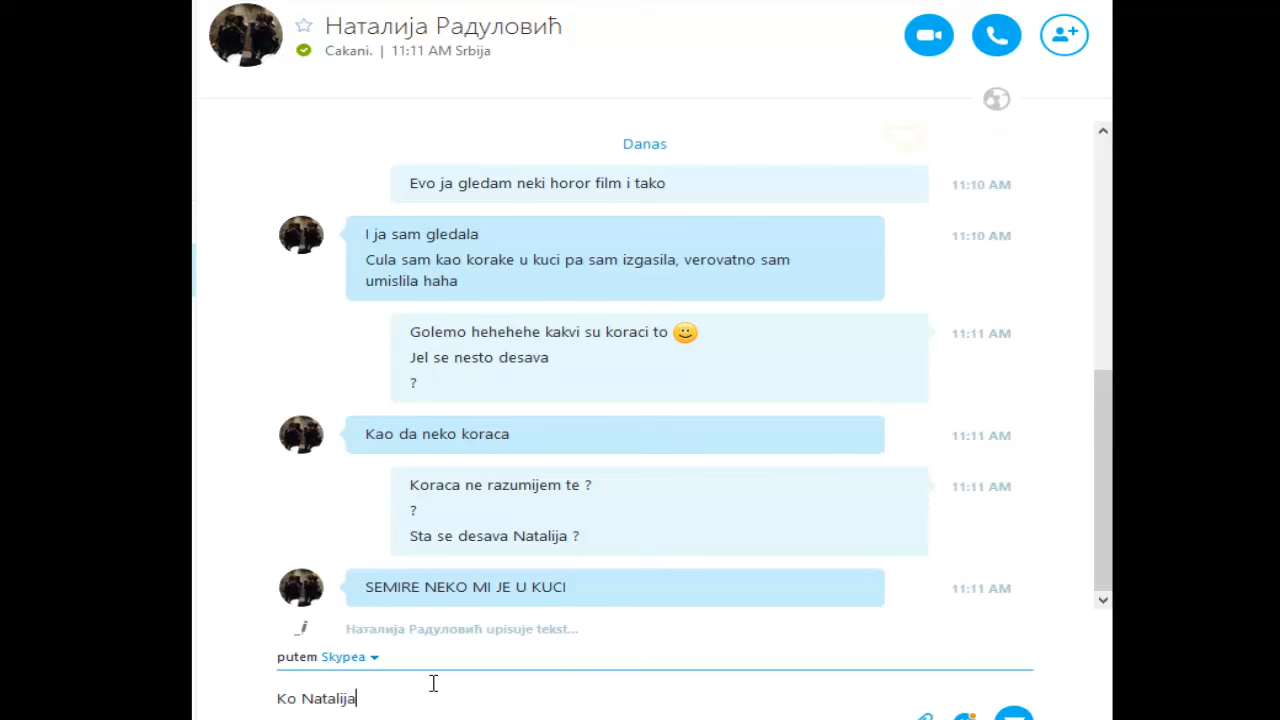 Наталија Радуловић
Cakani. | 11:11 AM Srbija
Danas
Evo ja gledam neki horor film i tako
11:10 AM
I ja sam gledala
11:10 AM
Cula sam kao korake u kuci pa sam izgasila, verovatno sam
umislila haha
Golemo hehehehe kakvi su koraci to
11:11 AM
Jel se nesto desava
?
Kao da neko koraca
11:11 AM
Koraca ne razumijem te ?
11:11 AM
?
Sta se desava Natalija ?
SEMIRE NEKO MI JE U KUCI
11:11 AM
Наталија Радуловић upisuje tekst...
putem Skypea
Ko Natalija